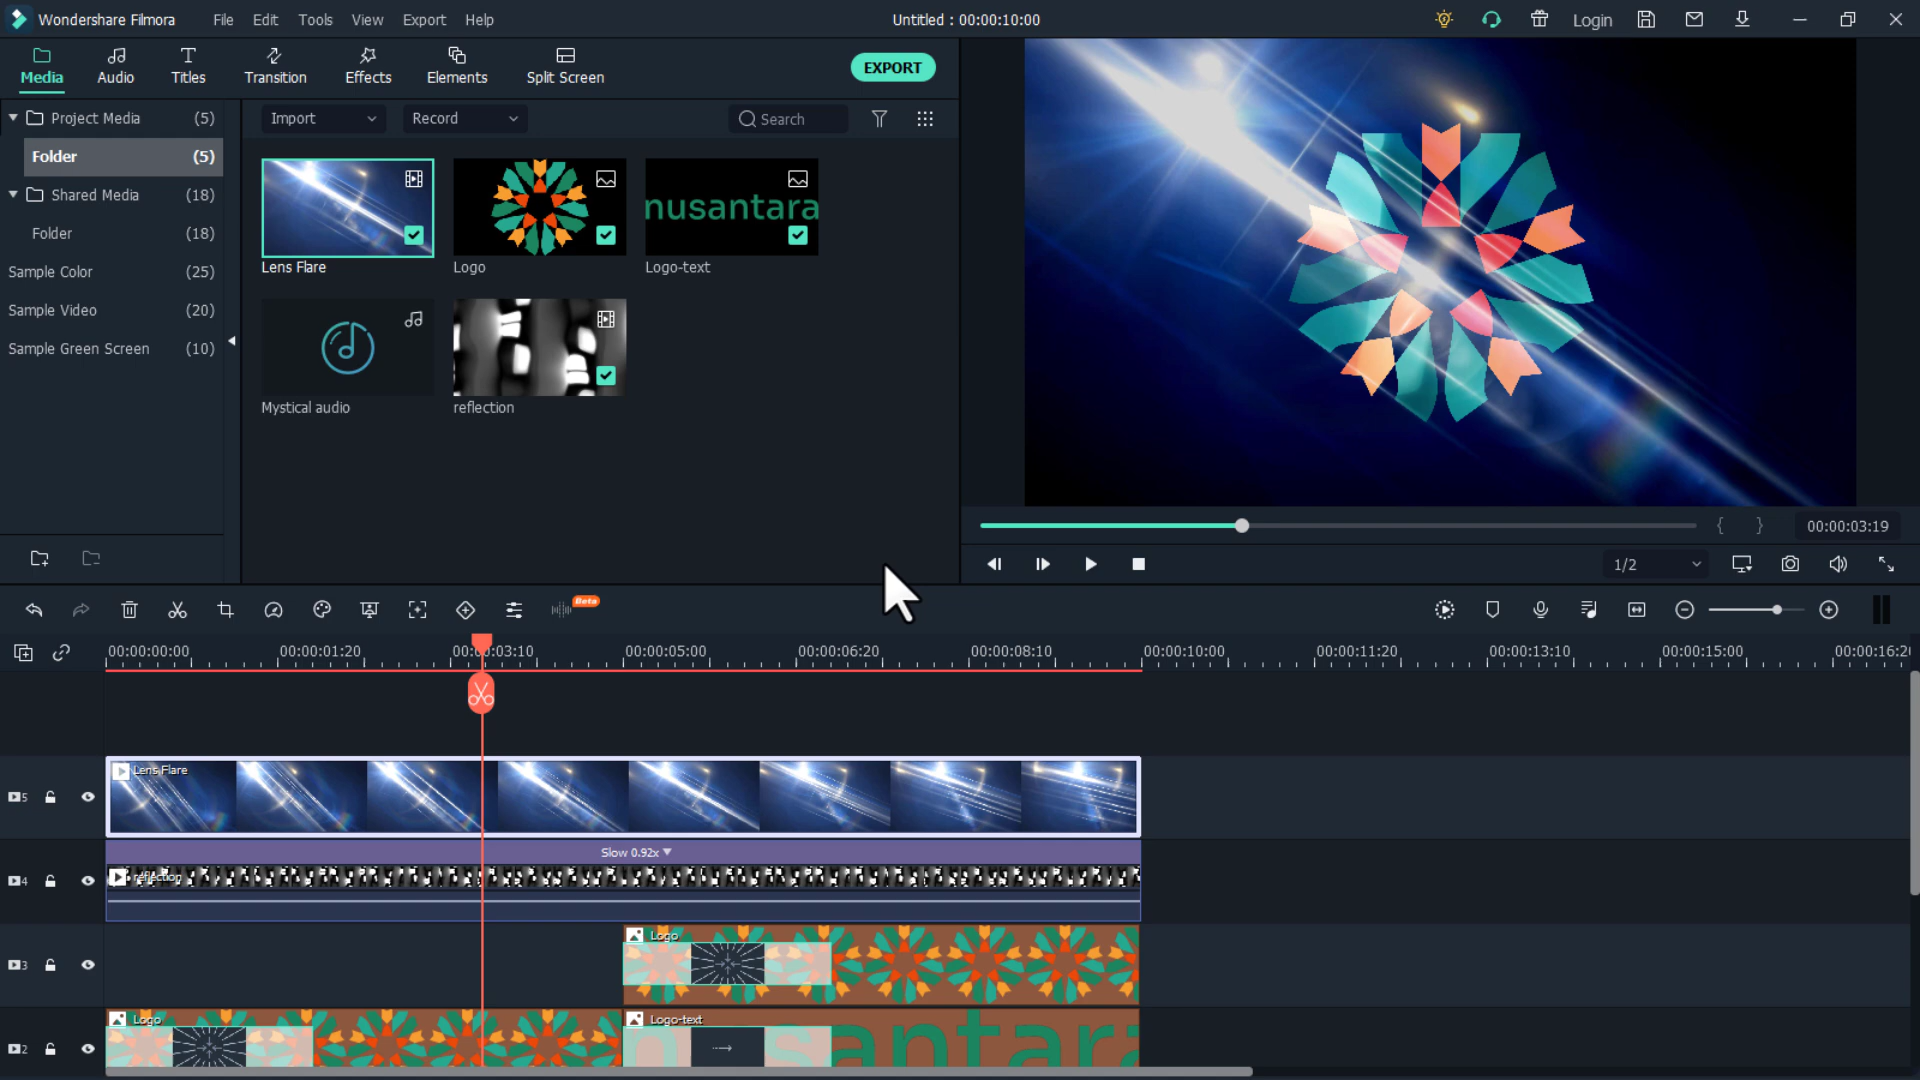 Wondershare Filmora File Edit Tools View Export Help Untitled : 00:00:10:00 Login
Media Audio Titles Transition Effects Elements Split Screen EXPORT
Project Media (5)
Folder (5)
Shared Media (18)
Folder (18)
Sample Color (25)
Sample Video (20)
Sample Green Screen (10)
Import Record Search
nusantara
Lens Flare Logo Logo-text
Mystical audio reflection
{ } 00:00:03:19
1/2
Beta
00:00:00:00 00:00:01:20 00:00:03:10 00:00:05:00 00:00:06:20 00:00:08:10 00:00:10:00 00:00:11:20 00:00:13:10 00:00:15:00 00:00:16:20
5 Lens Flare
Slow 0.92x
4 reflection
3 Logo
2 Logo Logo-text
santara